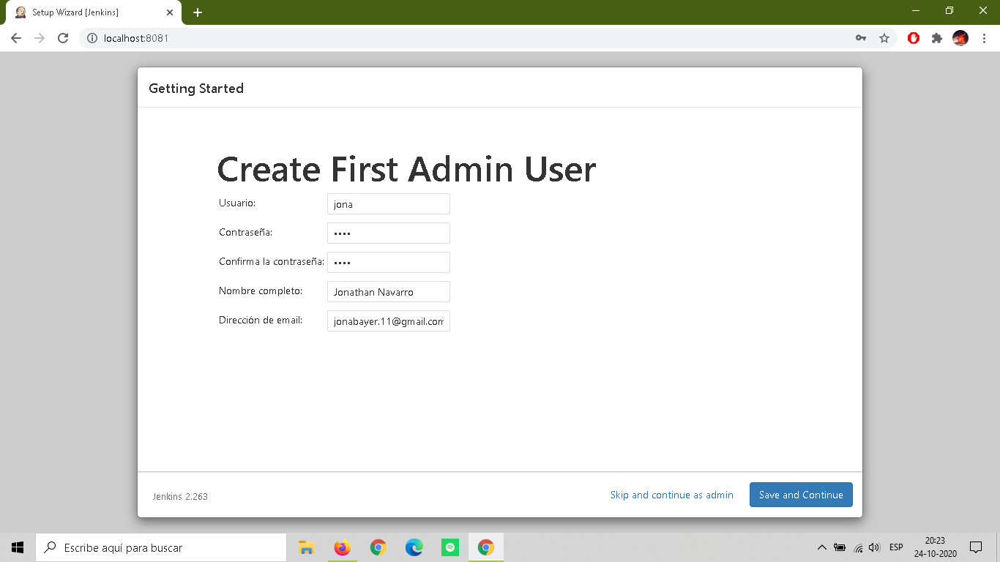 Setup Wizard [Jenkins]
localhost:8081
Getting Started
Create First Admin User
Usuario: jona
Contraseña: ••••
Confirma la contraseña: ••••
Nombre completo: Jonathan Navarro
Dirección de email: jonabayer.11@gmail.com
Jenkins 2.263
Skip and continue as admin
Save and Continue
Escribe aquí para buscar
ESP
20:23
24-10-2020